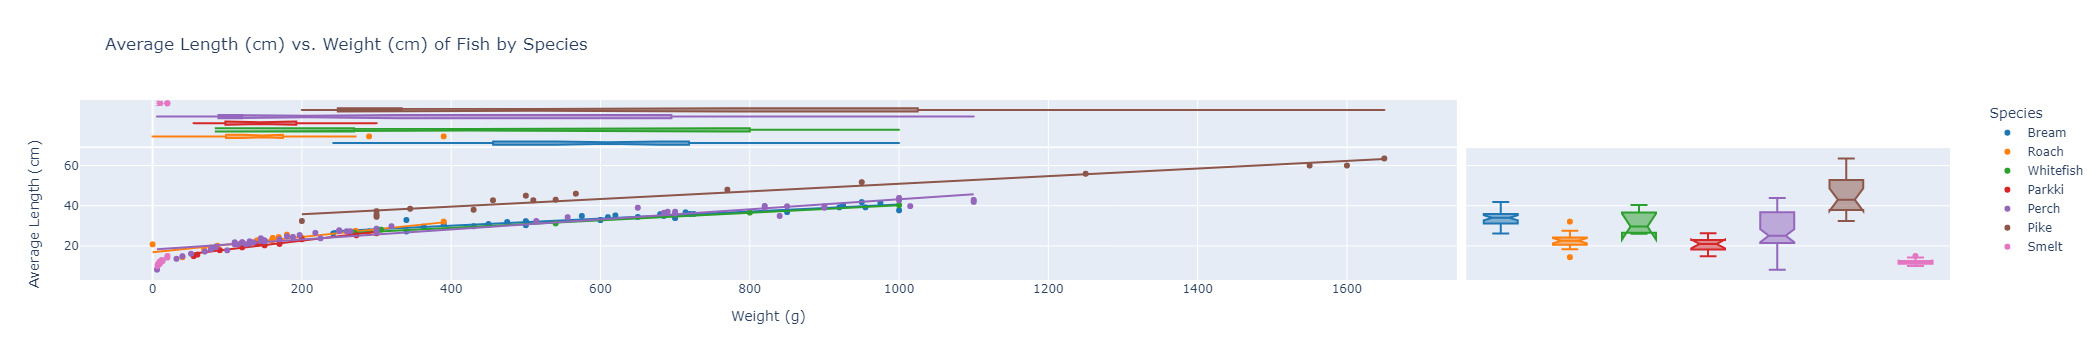 Average Length (cm) vs. Weight (cm) of Fish by Species
Average Length (cm)
60
40
20
0
200
400
600
800
1000
1200
1400
1600
Weight (g)
Species
Bream
Roach
Whitefish
Parkki
Perch
Pike
Smelt